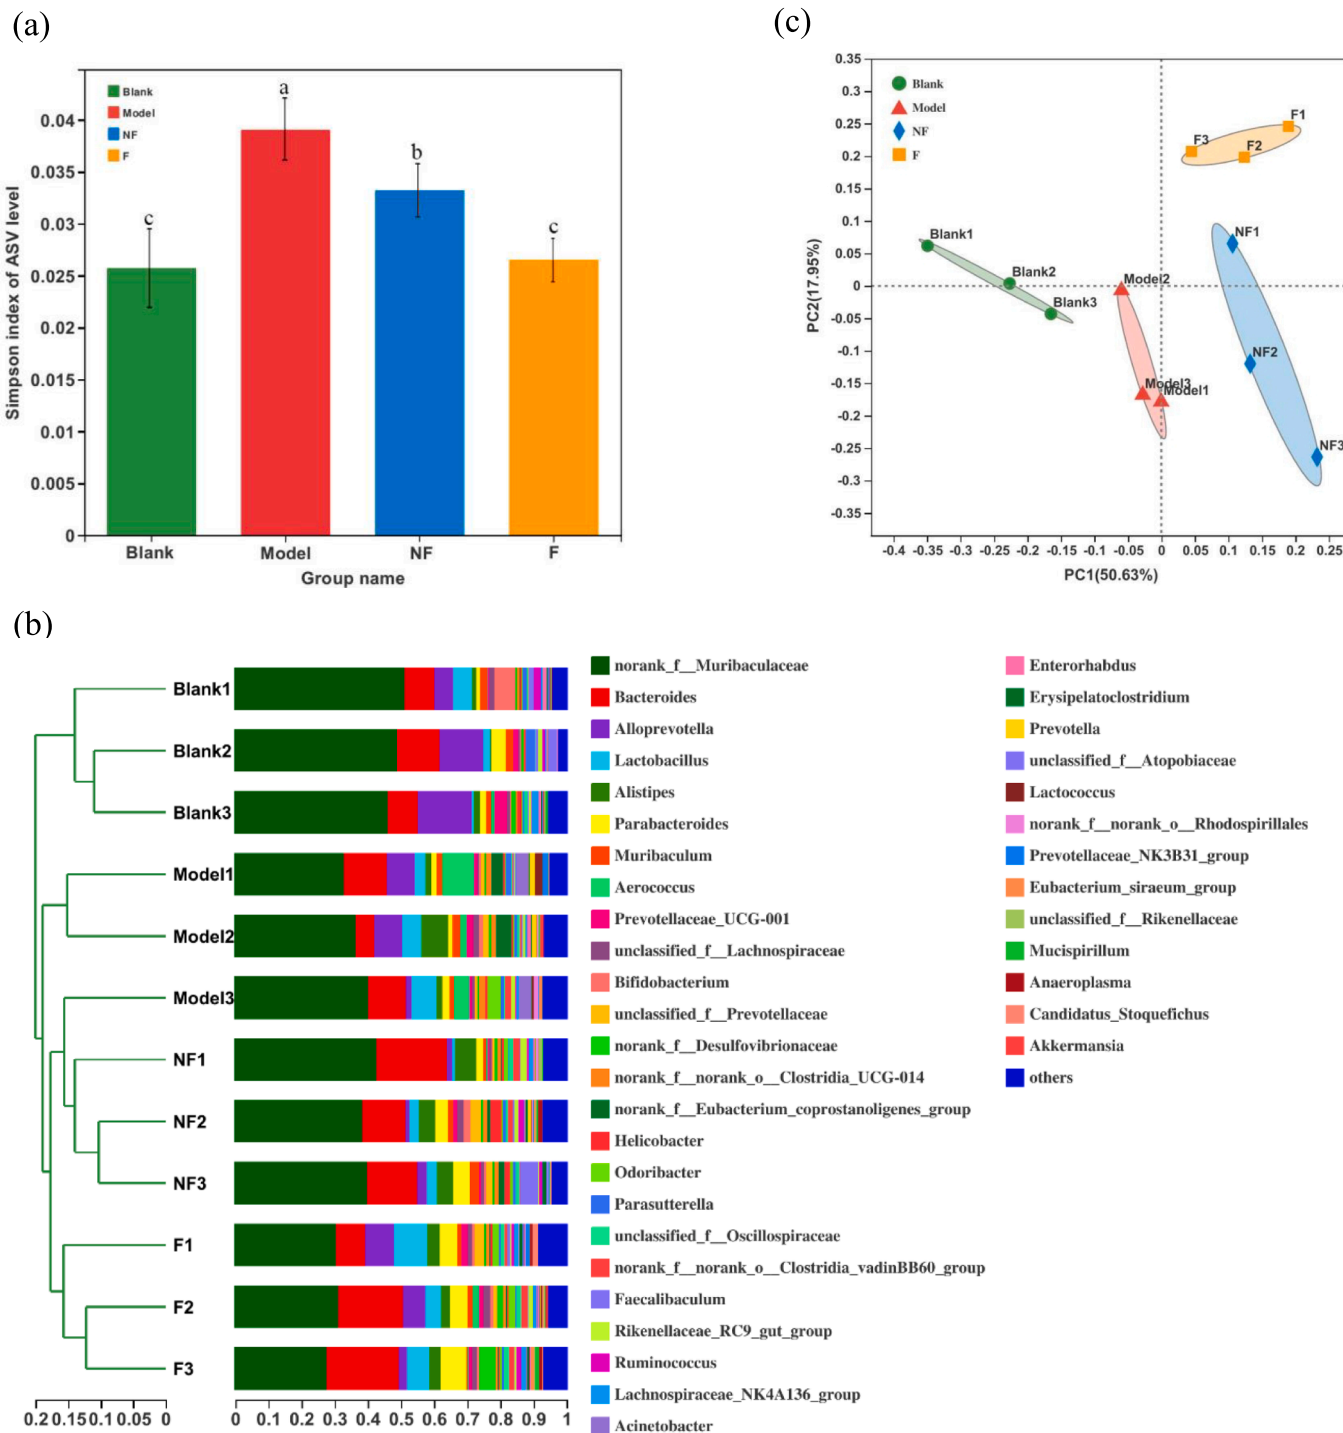 (a)
Simpson index of ASV level
0.04
0.035
0.03
0.025
0.02
0.015
0.01
0.005
0
Blank
Model
NF
F
c
a
b
c
Blank
Model
NF
F
Group name
(c)
PC2(17.95%)
0.35
0.3
0.25
0.2
0.15
0.1
0.05
0
-0.05
-0.1
-0.15
-0.2
-0.25
-0.3
-0.35
Blank
Model
NF
F
F1
F3
F2
NF1
Blank1
Blank2
Model2
Blank3
NF2
Model3
Model1
NF3
-0.4 -0.35 -0.3 -0.25 -0.2 -0.15 -0.1 -0.05 0 0.05 0.1 0.15 0.2 0.25
PC1(50.63%)
(b)
Blank1
Blank2
Blank3
Model1
Model2
Model3
NF1
NF2
NF3
F1
F2
F3
0.2 0.15 0.1 0.05 0
0 0.1 0.2 0.3 0.4 0.5 0.6 0.7 0.8 0.9 1
norank_f__Muribaculaceae
Bacteroides
Alloprevotella
Lactobacillus
Alistipes
Parabacteroides
Muribaculum
Aerococcus
Prevotellaceae_UCG-001
unclassified_f__Lachnospiraceae
Bifidobacterium
unclassified_f__Prevotellaceae
norank_f__Desulfovibrionaceae
norank_f__norank_o__Clostridia_UCG-014
norank_f__Eubacterium_coprostanoligenes_group
Helicobacter
Odoribacter
Parasutterella
unclassified_f__Oscillospiraceae
norank_f__norank_o__Clostridia_vadinBB60_group
Faecalibaculum
Rikenellaceae_RC9_gut_group
Ruminococcus
Lachnospiraceae_NK4A136_group
Acinetobacter
Enterorhabdus
Erysipelatoclostridium
Prevotella
unclassified_f__Atopobiaceae
Lactococcus
norank_f__norank_o__Rhodospirillales
Prevotellaceae_NK3B31_group
Eubacterium_siraeum_group
unclassified_f__Rikenellaceae
Mucispirillum
Anaeroplasma
Candidatus_Stoquefichus
Akkermansia
others